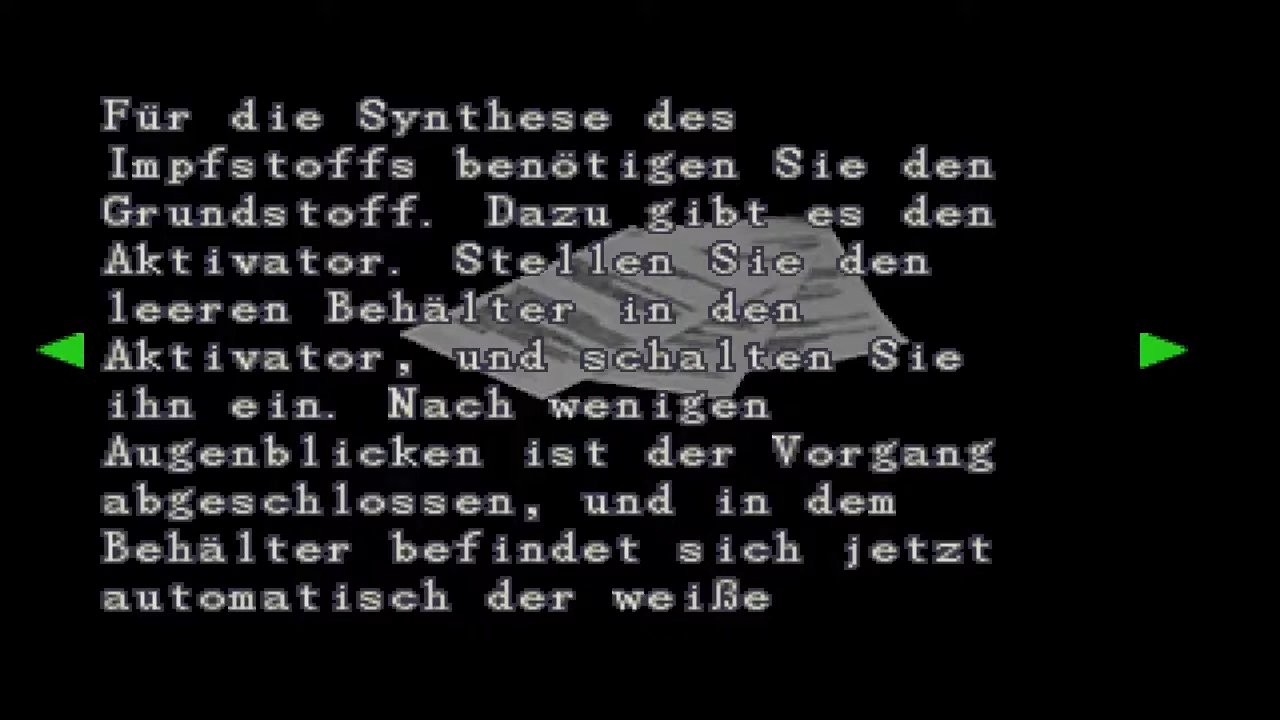 Für die Synthese des
Impfstoffs benötigen Sie den
Grundstoff. Dazu gibt es den
Aktivator. Stellen Sie den
leeren Behälter in den
Aktivator, und schalten Sie
ihn ein. Nach wenigen
Augenblicken ist der Vorgang
abgeschlossen, und in dem
Behälter befindet sich jetzt
automatisch der weiße